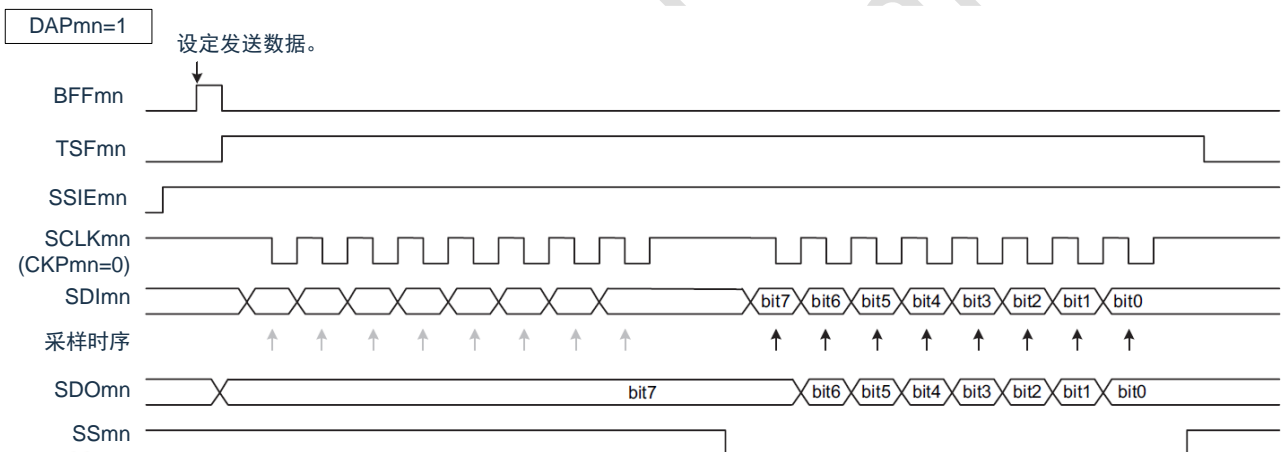 DAPmn=1
设定发送数据。
BFFmn
TSFmn
SSIEmn
SCLKmn
(CKPmn=0)
SDImn
bit7 bit6 bit5 bit4 bit3 bit2 bit1 bit0
采样时序
SDOmn
bit7 bit6 bit5 bit4 bit3 bit2 bit1 bit0
SSmn